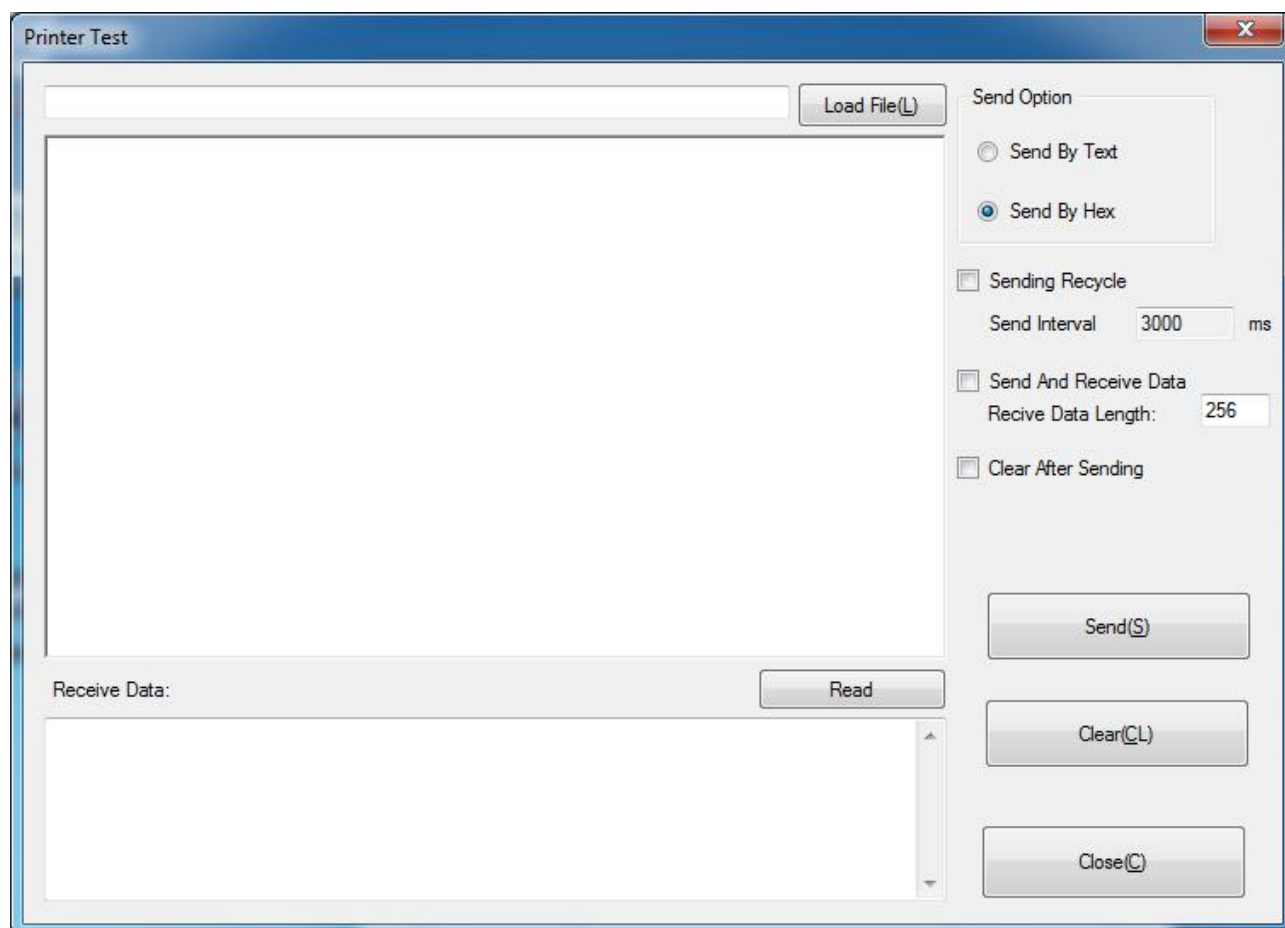 Printer Test
Load File(L)
Send Option
Send By Text
Send By Hex
Sending Recycle
Send Interval 3000 ms
Send And Receive Data
Recive Data Length: 256
Clear After Sending
Send(S)
Receive Data: Read
Clear(CL)
Close(C)